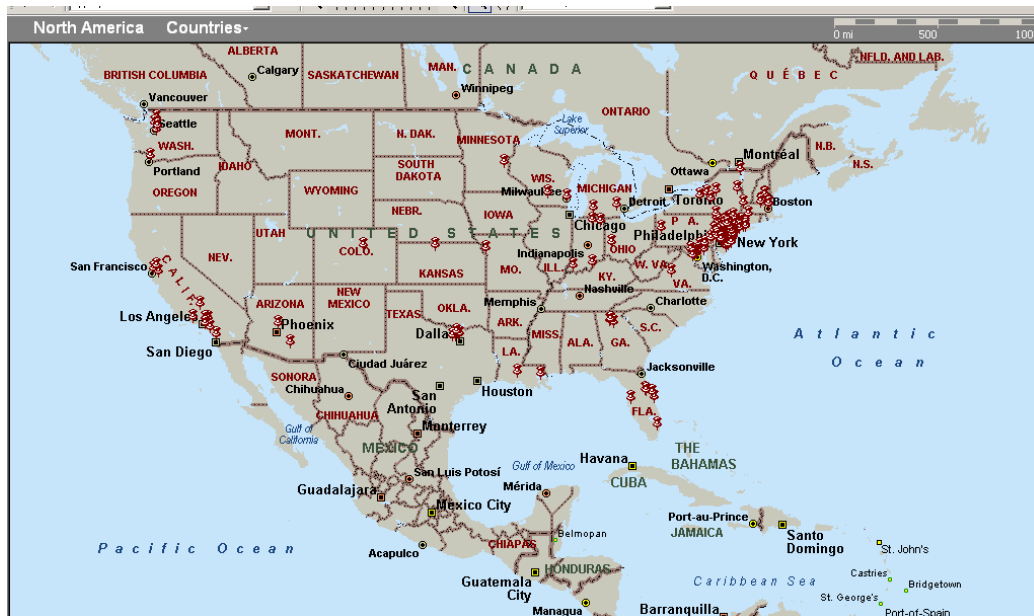 North America Countries-
0 mi 500 100
ALBERTA
NFLD. AND LAB.
BRITISH COLUMBIA
Calgary
SASKATCHEWAN
MAN.
CANADA
QUÉBEC
Winnipeg
Vancouver
ONTARIO
Seattle
Lake
Superior
MONT.
N. DAK.
MINNESOTA
WASH.
N.B.
Montréal
Ottawa
N.S.
Portland
IDAHO
SOUTH
DAKOTA
WIS.
OREGON
WYOMING
Milwaukee
MICHIGAN
Detroit
Toronto
Boston
NEBR.
IOWA
Chicago
P A.
UTAH
UNITED STATES
Philadelphi
NEV.
COLO.
Indianapolis
OHIO
New York
San Francisco
KANSAS
MO.
ILL.
W. VA.
Washington,
D.C.
KY.
VA.
CALIF.
NEW
MEXICO
Nashville
ARIZONA
OKLA.
Memphis
Charlotte
Los Angele
Phoenix
TEXAS
ARK.
S.C.
Dalla
MISS.
ALA.
GA.
Atlantic
Ocean
San Diego
LA.
Ciudad Juárez
Jacksonville
SONORA
Chihuahua
San
Antonio
Houston
CHIHUAHUA
FLA.
Gulf of
California
Monterrey
MEXICO
THE
BAHAMAS
San Luis Potosí
Gulf of Mexico
Havana
CUBA
Guadalajara
Mérida
Mexico City
Port-au-Prince
JAMAICA
Santo
Domingo
Belmopan
Pacific Ocean
Acapulco
CHIAPAS
St. John's
HONDURAS
Guatemala
City
Caribbean Sea
Castries
Bridgetown
St. George's
Managua
Barranquilla
Port-of-Spain